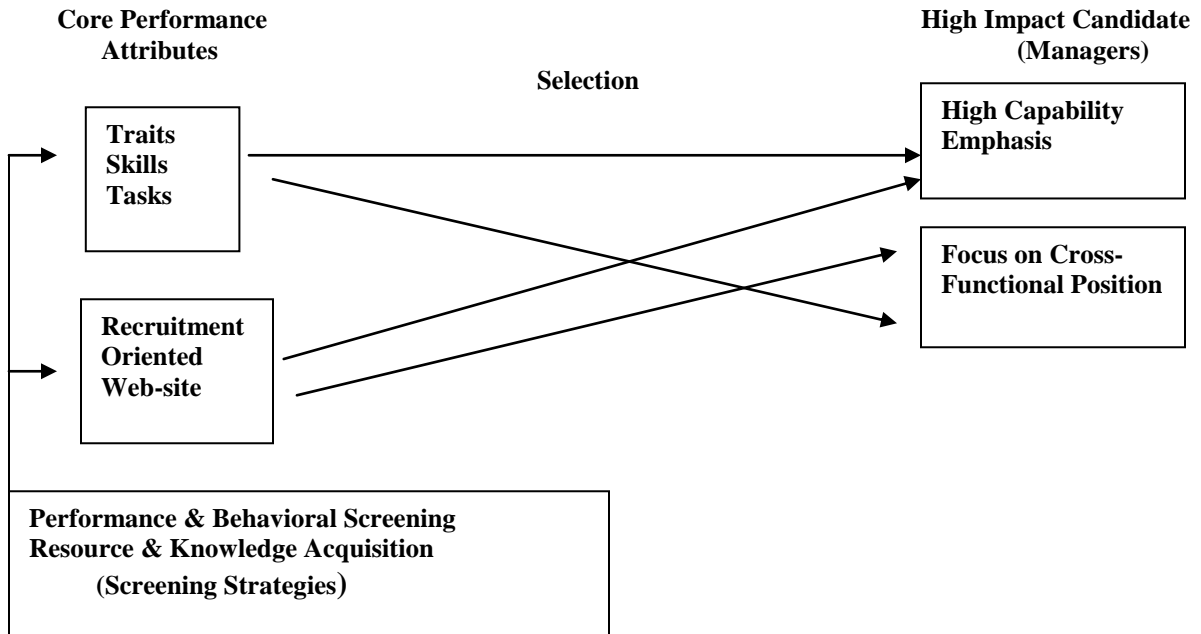 Core Performance
Attributes
High Impact Candidate
(Managers)
Selection
Traits
Skills
Tasks
High Capability
Emphasis
Recruitment
Oriented
Web-site
Focus on Cross-
Functional Position
Performance & Behavioral Screening
Resource & Knowledge Acquisition
(Screening Strategies)